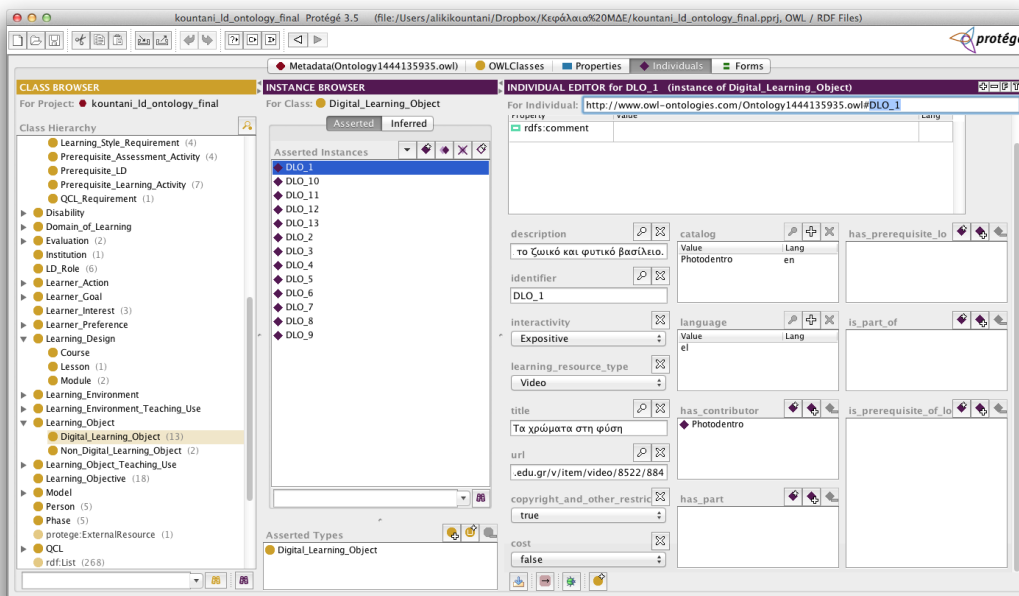 kountani_ld_ontology_final Protégé 3.5 (file:/Users/alikikountani/Dropbox/Κεφάλαια%20ΜΔΕ/kountani_ld_ontology_final.pprj, OWL / RDF Files)
protégé
Metadata(Ontology1444135935.owl) OWLClasses Properties Individuals Forms
CLASS BROWSER
For Project: kountani_ld_ontology_final
Class Hierarchy
Learning_Style_Requirement (4)
Prerequisite_Assessment_Activity (4)
Prerequisite_LD
Prerequisite_Learning_Activity (7)
QCL_Requirement (1)
Disability
Domain_of_Learning
Evaluation (2)
Institution (1)
LD_Role (6)
Learner_Action
Learner_Goal
Learner_Interest (3)
Learner_Preference
Learning_Design
Course
Lesson (1)
Module (2)
Learning_Environment
Learning_Environment_Teaching_Use
Learning_Object
Digital_Learning_Object (13)
Non_Digital_Learning_Object (2)
Learning_Object_Teaching_Use
Learning_Objective (18)
Model
Person (5)
Phase (5)
protege:ExternalResource (1)
QCL
rdf:List (268)
INSTANCE BROWSER
For Class: Digital_Learning_Object
Asserted Inferred
Asserted Instances
DLO_1
DLO_10
DLO_11
DLO_12
DLO_13
DLO_2
DLO_3
DLO_4
DLO_5
DLO_6
DLO_7
DLO_8
DLO_9
Asserted Types
Digital_Learning_Object
INDIVIDUAL EDITOR for DLO_1 (instance of Digital_Learning_Object)
For Individual: http://www.owl-ontologies.com/Ontology1444135935.owl#DLO_1
Property Value Lang
rdfs:comment
description
το ζωικό και φυτικό βασίλειο.
identifier
DLO_1
interactivity
Expositive
learning_resource_type
Video
title
Τα χρώματα στη φύση
url
.edu.gr/v/item/video/8522/884
copyright_and_other_restric
true
cost
false
catalog
Value Lang
Photodentro en
language
Value Lang
el
has_contributor
Photodentro
has_part
has_prerequisite_lo
is_part_of
is_prerequisite_of_lo